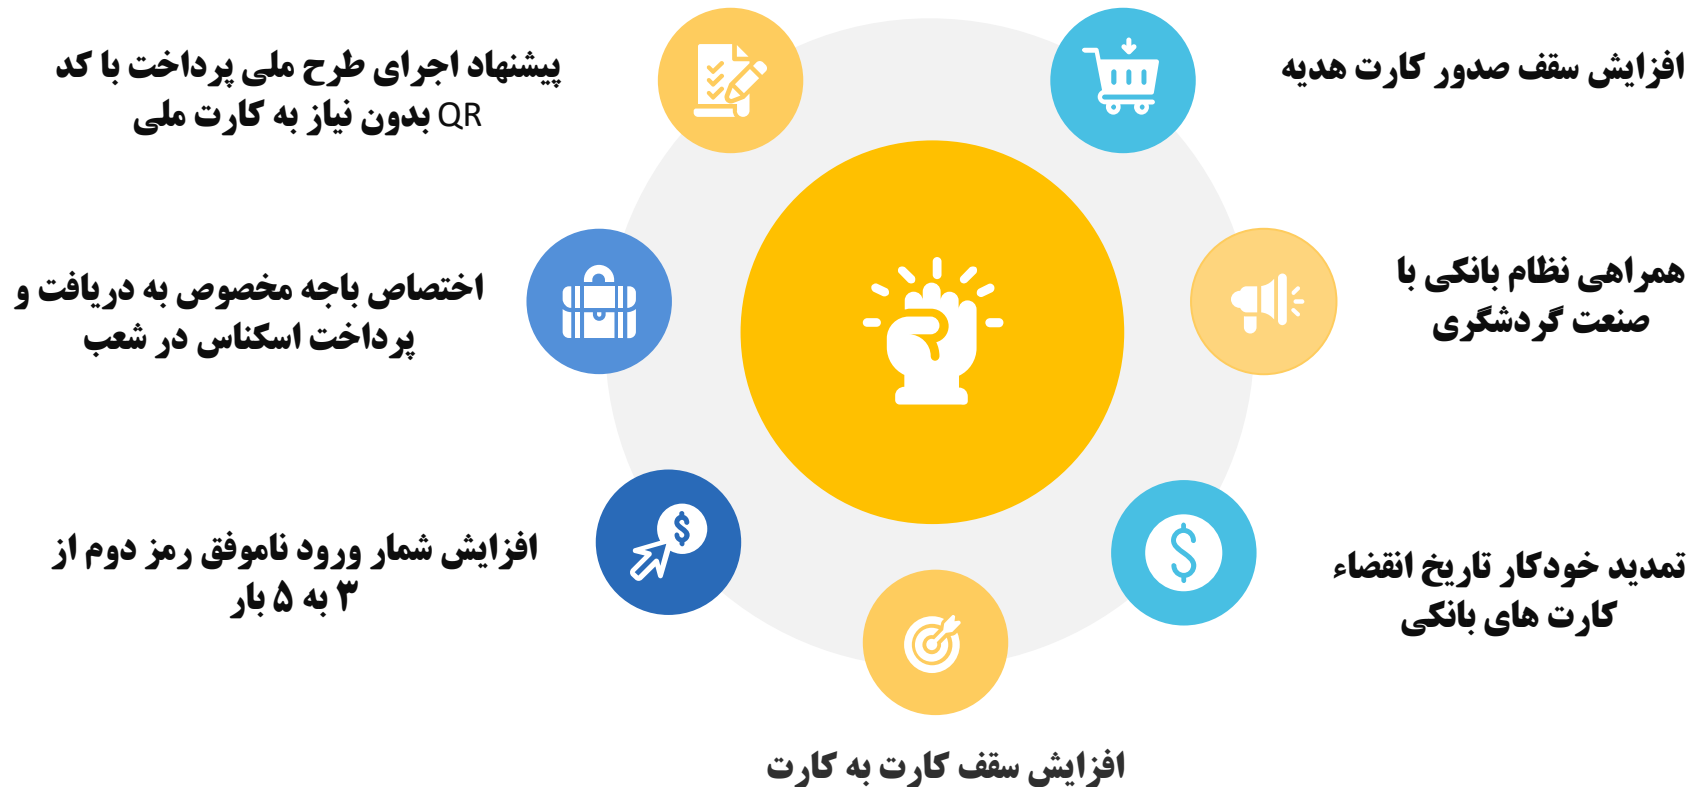 افزایش سقف صدور کارت هدیه
همراهی نظام بانکی با
صنعت گردشگری
تمدید خودکار تاریخ انقضاء
کارت های بانکی
افزایش سقف کارت به کارت
پیشنهاد اجرای طرح ملی پرداخت با کد
QR بدون نیاز به کارت ملی
اختصاص باجه مخصوص به دریافت و
پرداخت اسکناس در شعب
افزایش شمار ورود ناموفق رمز دوم از
۳ به ۵ بار